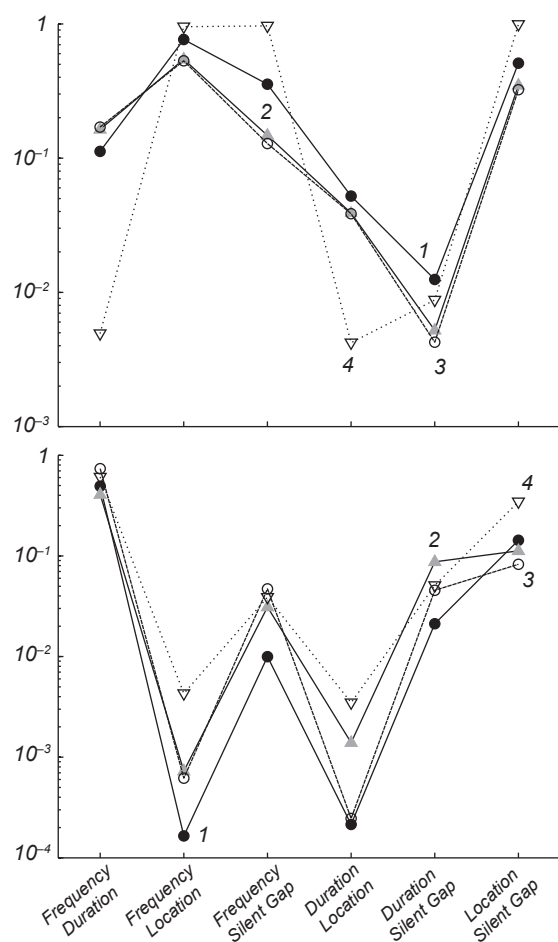 1
10⁻¹
10⁻²
10⁻³
2
1
4
3
1
10⁻¹
10⁻²
10⁻³
10⁻⁴
4
2
3
1
Frequency
Duration
Frequency
Location
Frequency
Silent Gap
Duration
Location
Duration
Silent Gap
Location
Silent Gap